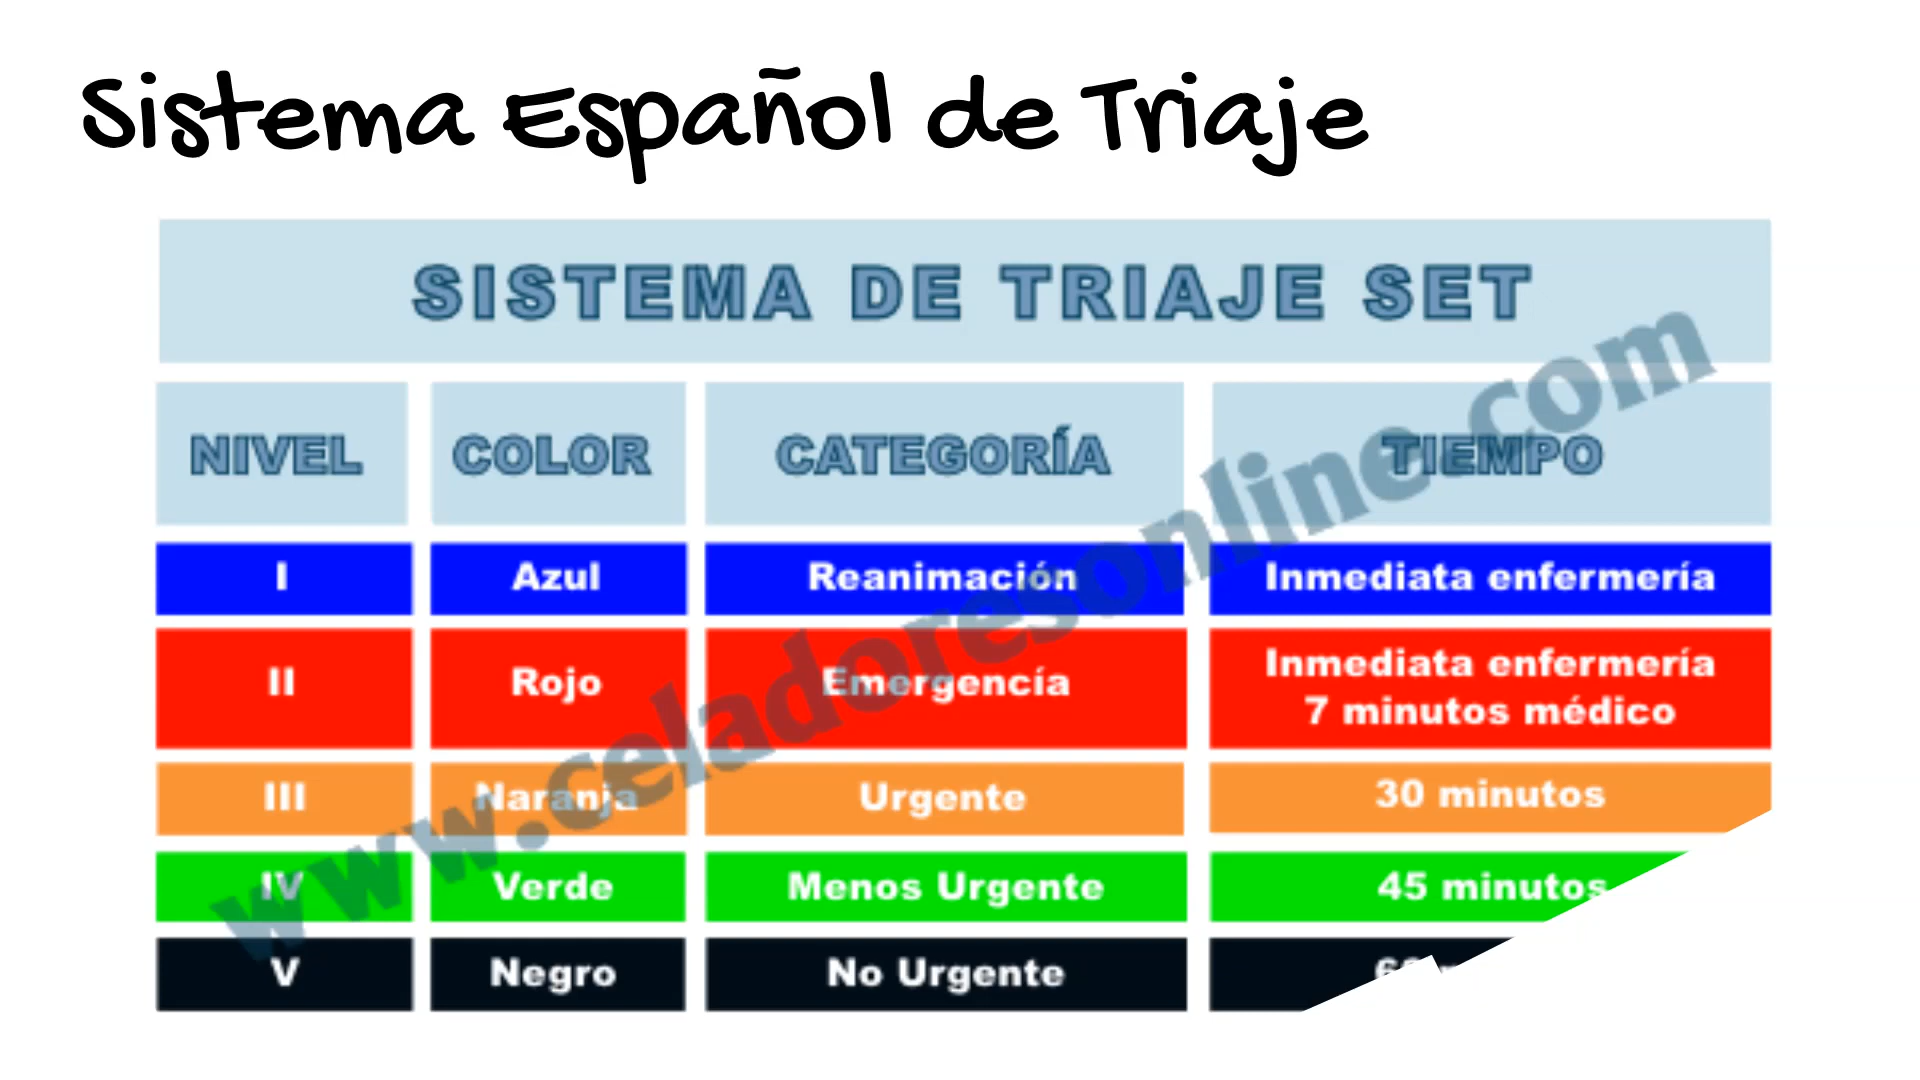 Sistema Español de Triaje
SISTEMA DE TRIAJE SET
NIVEL COLOR CATEGORÍA TIEMPO
I Azul Reanimación Inmediata enfermería
II Rojo Emergencía Inmediata enfermería
7 minutos médico
III Naranja Urgente 30 minutos
IV Verde Menos Urgente 45 minutos
V Negro No Urgente
www.celadoresonline.com